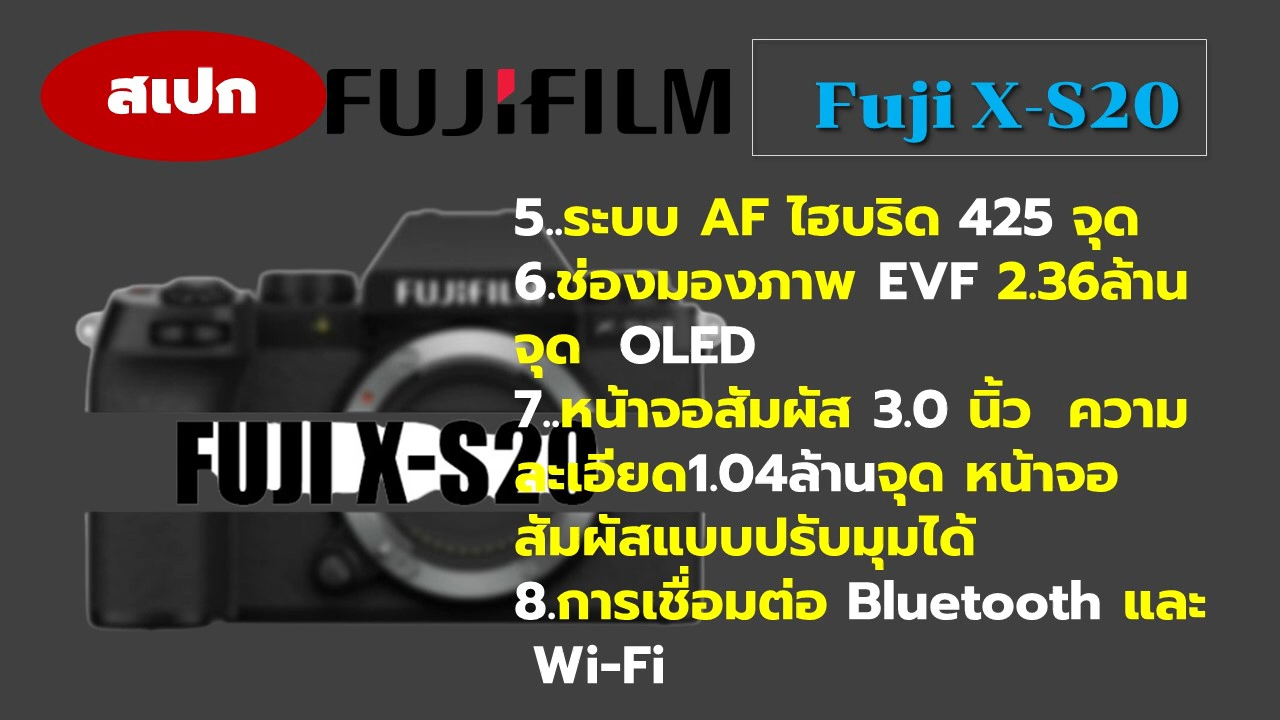 สเปก
FUJIFILM
Fuji X-S20
5..ระบบ AF ไฮบริด 425 จุด
6.ช่องมองภาพ EVF 2.36ล้าน
จุด OLED
7..หน้าจอสัมผัส 3.0 นิ้ว ความ
ละเอียด1.04ล้านจุด หน้าจอ
สัมผัสแบบปรับมุมได้
8.การเชื่อมต่อ Bluetooth และ
Wi-Fi
FUJIFILM
FUJI X-S20